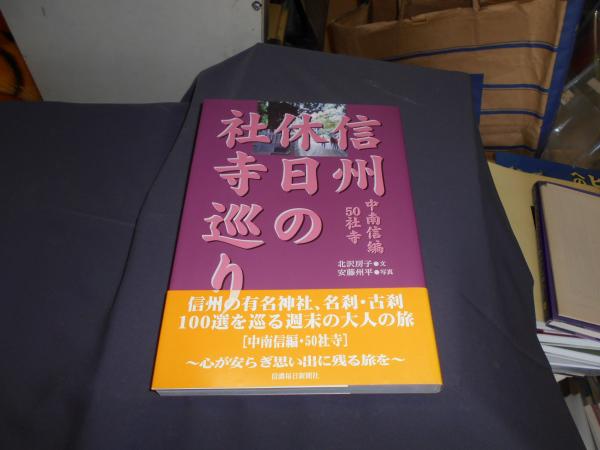 信州
休日の
社寺巡り
中南信編
50社寺
北沢房子●文
安藤州平●写真
信州の有名神社、名刹・古刹
100選を巡る週末の大人の旅
[中南信編・50社寺]
～心が安らぎ思い出に残る旅を～
信濃毎日新聞社